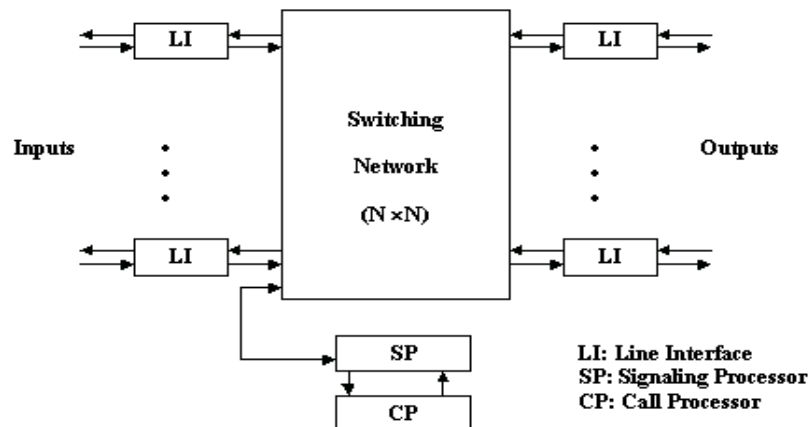 LI
LI
Switching
Network
(N ×N)
Inputs
Outputs
LI
LI
SP
CP
LI: Line Interface
SP: Signaling Processor
CP: Call Processor